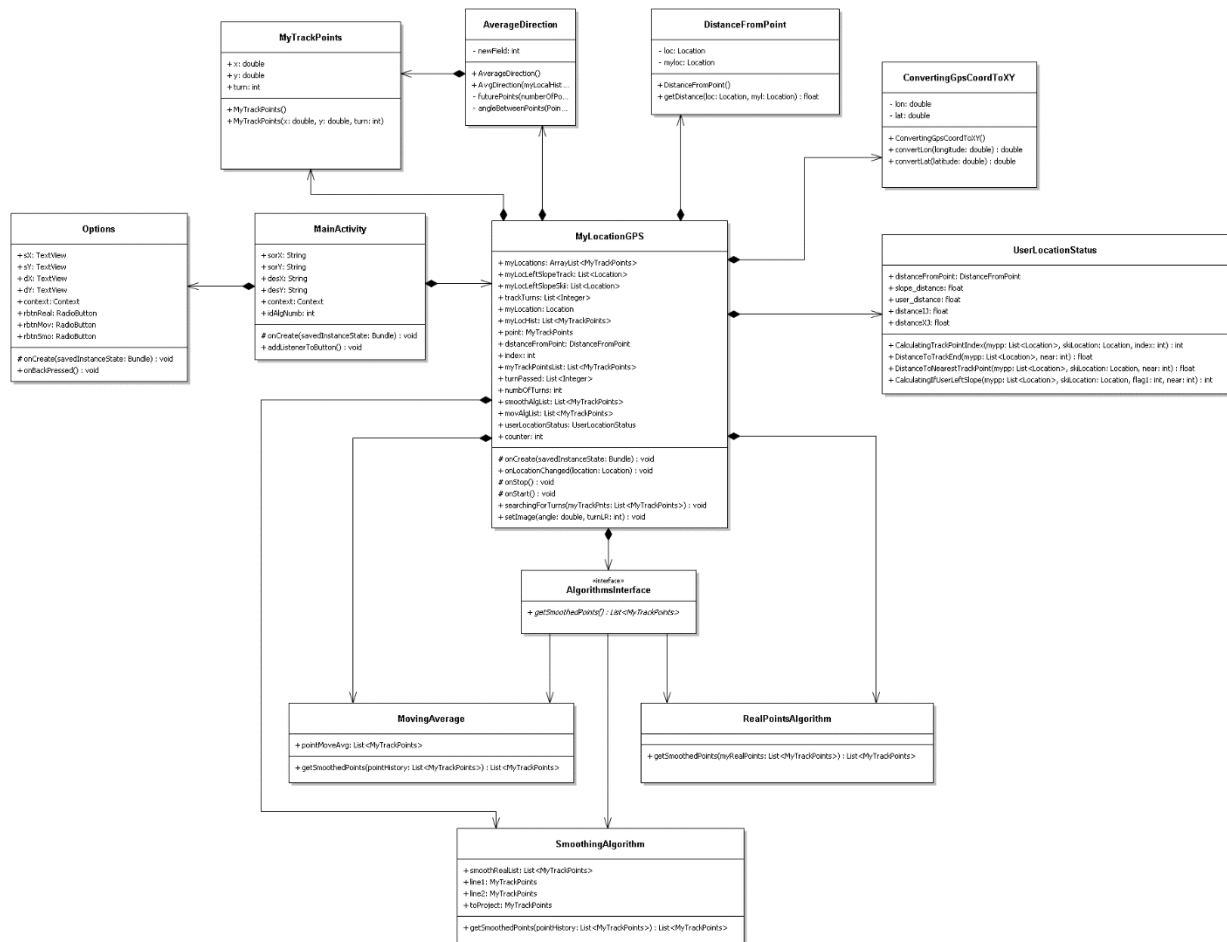 MyTrackPoints
+ x: double
+ y: double
+ turn: int
+ MyTrackPoints()
+ MyTrackPoints(x: double, y: double, turn: int)
AverageDirection
- newField: int
+ AverageDirection()
+ AvgDirection(myLocalHist ...
- futurePoints(numberOfPo...
- angleBetweenPoints(Poin...
DistanceFromPoint
- loc: Location
- myloc: Location
+ DistanceFromPoint()
+ getDistance(loc: Location, myl: Location) : float
ConvertingGpsCoordToXY
- lon: double
- lat: double
+ ConvertingGpsCoordToXY()
+ convertLon(longitude: double) : double
+ convertLat(latitude: double) : double
Options
+ sX: TextView
+ sY: TextView
+ dX: TextView
+ dY: TextView
+ context: Context
+ rbtnReal: RadioButton
+ rbtnMov: RadioButton
+ rbtnSmo: RadioButton
# onCreate(savedInstanceState: Bundle) : void
+ onBackPressed() : void
MainActivity
+ sorX: String
+ sorY: String
+ desX: String
+ desY: String
+ context: Context
+ idAlgNumb: int
# onCreate(savedInstanceState: Bundle) : void
+ addListenerToButton() : void
MyLocationGPS
+ myLocations: ArrayList<MyTrackPoints>
+ myLocLeftSlopeTrack: List<Location>
+ myLocLeftSlopeSkii: List<Location>
+ trackTurns: List<Integer>
+ myLocation: Location
+ myLocHist: List<MyTrackPoints>
+ point: MyTrackPoints
+ distanceFromPoint: DistanceFromPoint
+ index: int
+ myTrackPointsList: List<MyTrackPoints>
+ turnPassed: List<Integer>
+ numbOfTurns: int
+ smoothAlgList: List<MyTrackPoints>
+ movAlgList: List<MyTrackPoints>
+ userLocationStatus: UserLocationStatus
+ counter: int
# onCreate(savedInstanceState: Bundle) : void
+ onLocationChanged(location: Location) : void
# onStop() : void
# onStart() : void
+ searchingForTurns(myTrackPnts: List<MyTrackPoints>) : void
+ setImage(angle: double, turnLR: int) : void
UserLocationStatus
+ distanceFromPoint: DistanceFromPoint
+ slope_distance: float
+ user_distance: float
+ distanceIJ: float
+ distanceXJ: float
+ CalculatingTrackPointIndex(mypp: List<Location>, skiLocation: Location, index: int) : int
+ DistanceToTrackEnd(mypp: List<Location>, near: int) : float
+ DistanceToNearestTrackPoint(mypp: List<Location>, skiLocation: Location, near: int) : float
+ CalculatingIfUserLeftSlope(mypp: List<Location>, skiLocation: Location, flag1: int, near: int) : int
«interface»
AlgorithmsInterface
+ getSmoothedPoints() : List<MyTrackPoints>
MovingAverage
+ pointMoveAvg: List<MyTrackPoints>
+ getSmoothedPoints(pointHistory: List<MyTrackPoints>) : List<MyTrackPoints>
RealPointsAlgorithm
+ getSmoothedPoints(myRealPoints: List<MyTrackPoints>) : List<MyTrackPoints>
SmoothingAlgorithm
+ smoothRealList: List<MyTrackPoints>
+ line1: MyTrackPoints
+ line2: MyTrackPoints
+ toProject: MyTrackPoints
+ getSmoothedPoints(pointHistory: List<MyTrackPoints>) : List<MyTrackPoints>